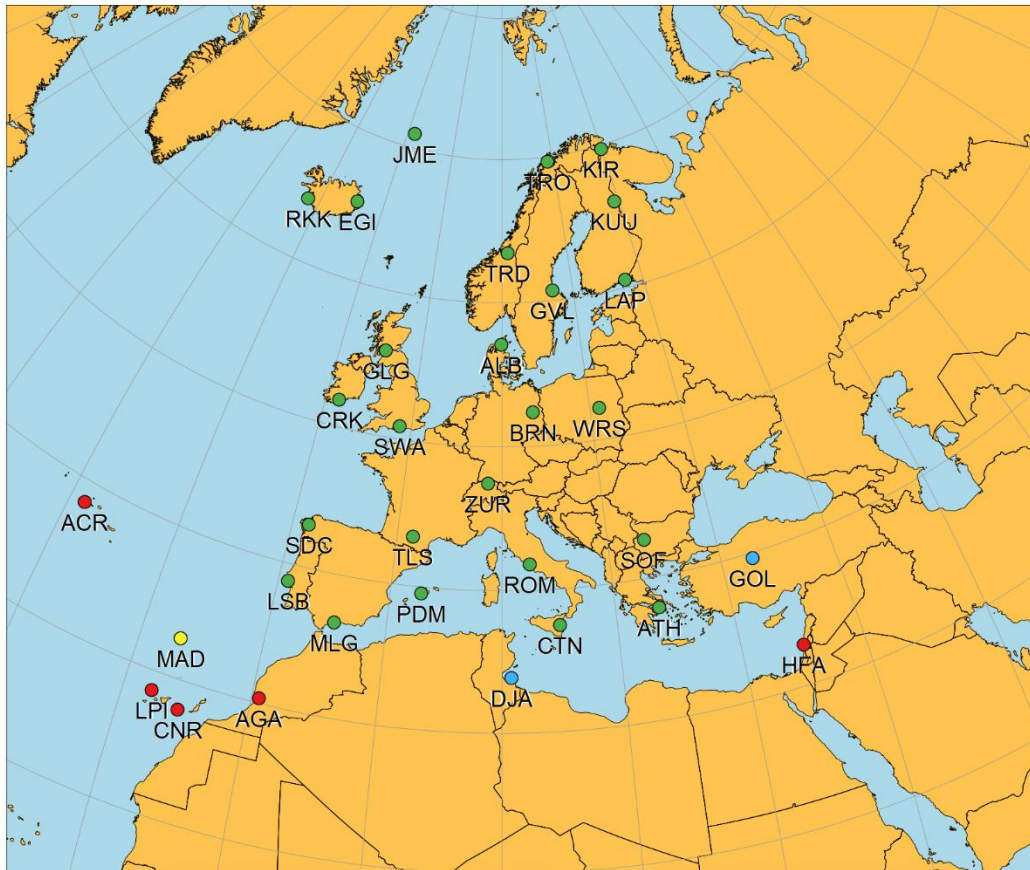 JME
TRO
KIR
RKK
EGI
KUU
TRD
GVL
LAP
GLG
ALB
CRK
SWA
BRN
WRS
ZUR
ACR
SDC
TLS
SOF
GOL
ROM
LSB
PDM
ATH
MLG
CTN
MAD
HFA
DJA
LPI
CNR
AGA